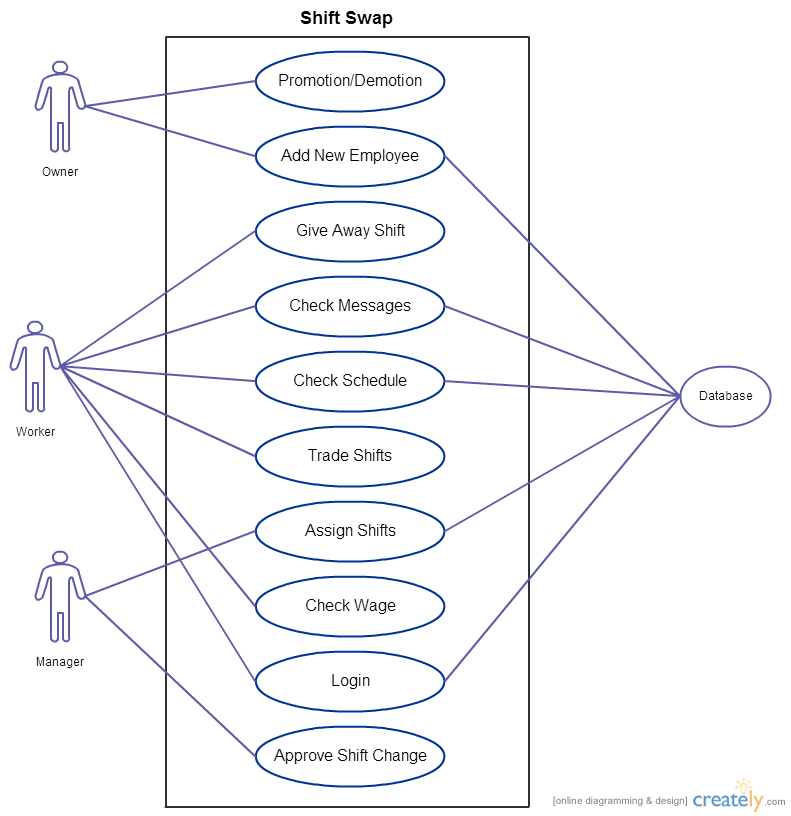 Shift Swap
Promotion/Demotion
Owner
Add New Employee
Give Away Shift
Check Messages
Worker
Check Schedule
Database
Trade Shifts
Assign Shifts
Manager
Check Wage
Login
Approve Shift Change
[online diagramming & design] creately.com